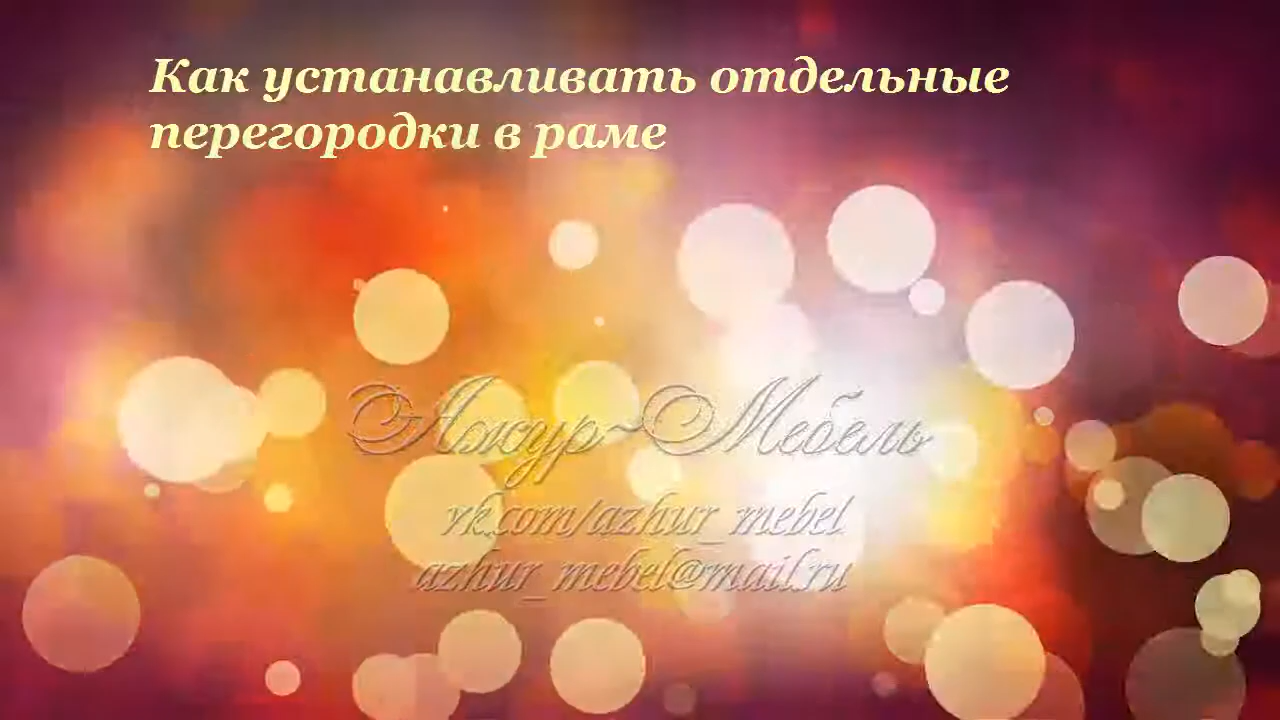 Как устанавливать отдельные
перегородки в раме
Ажур~Мебель
vk.com/azhur_mebel
azhur_mebel@mail.ru